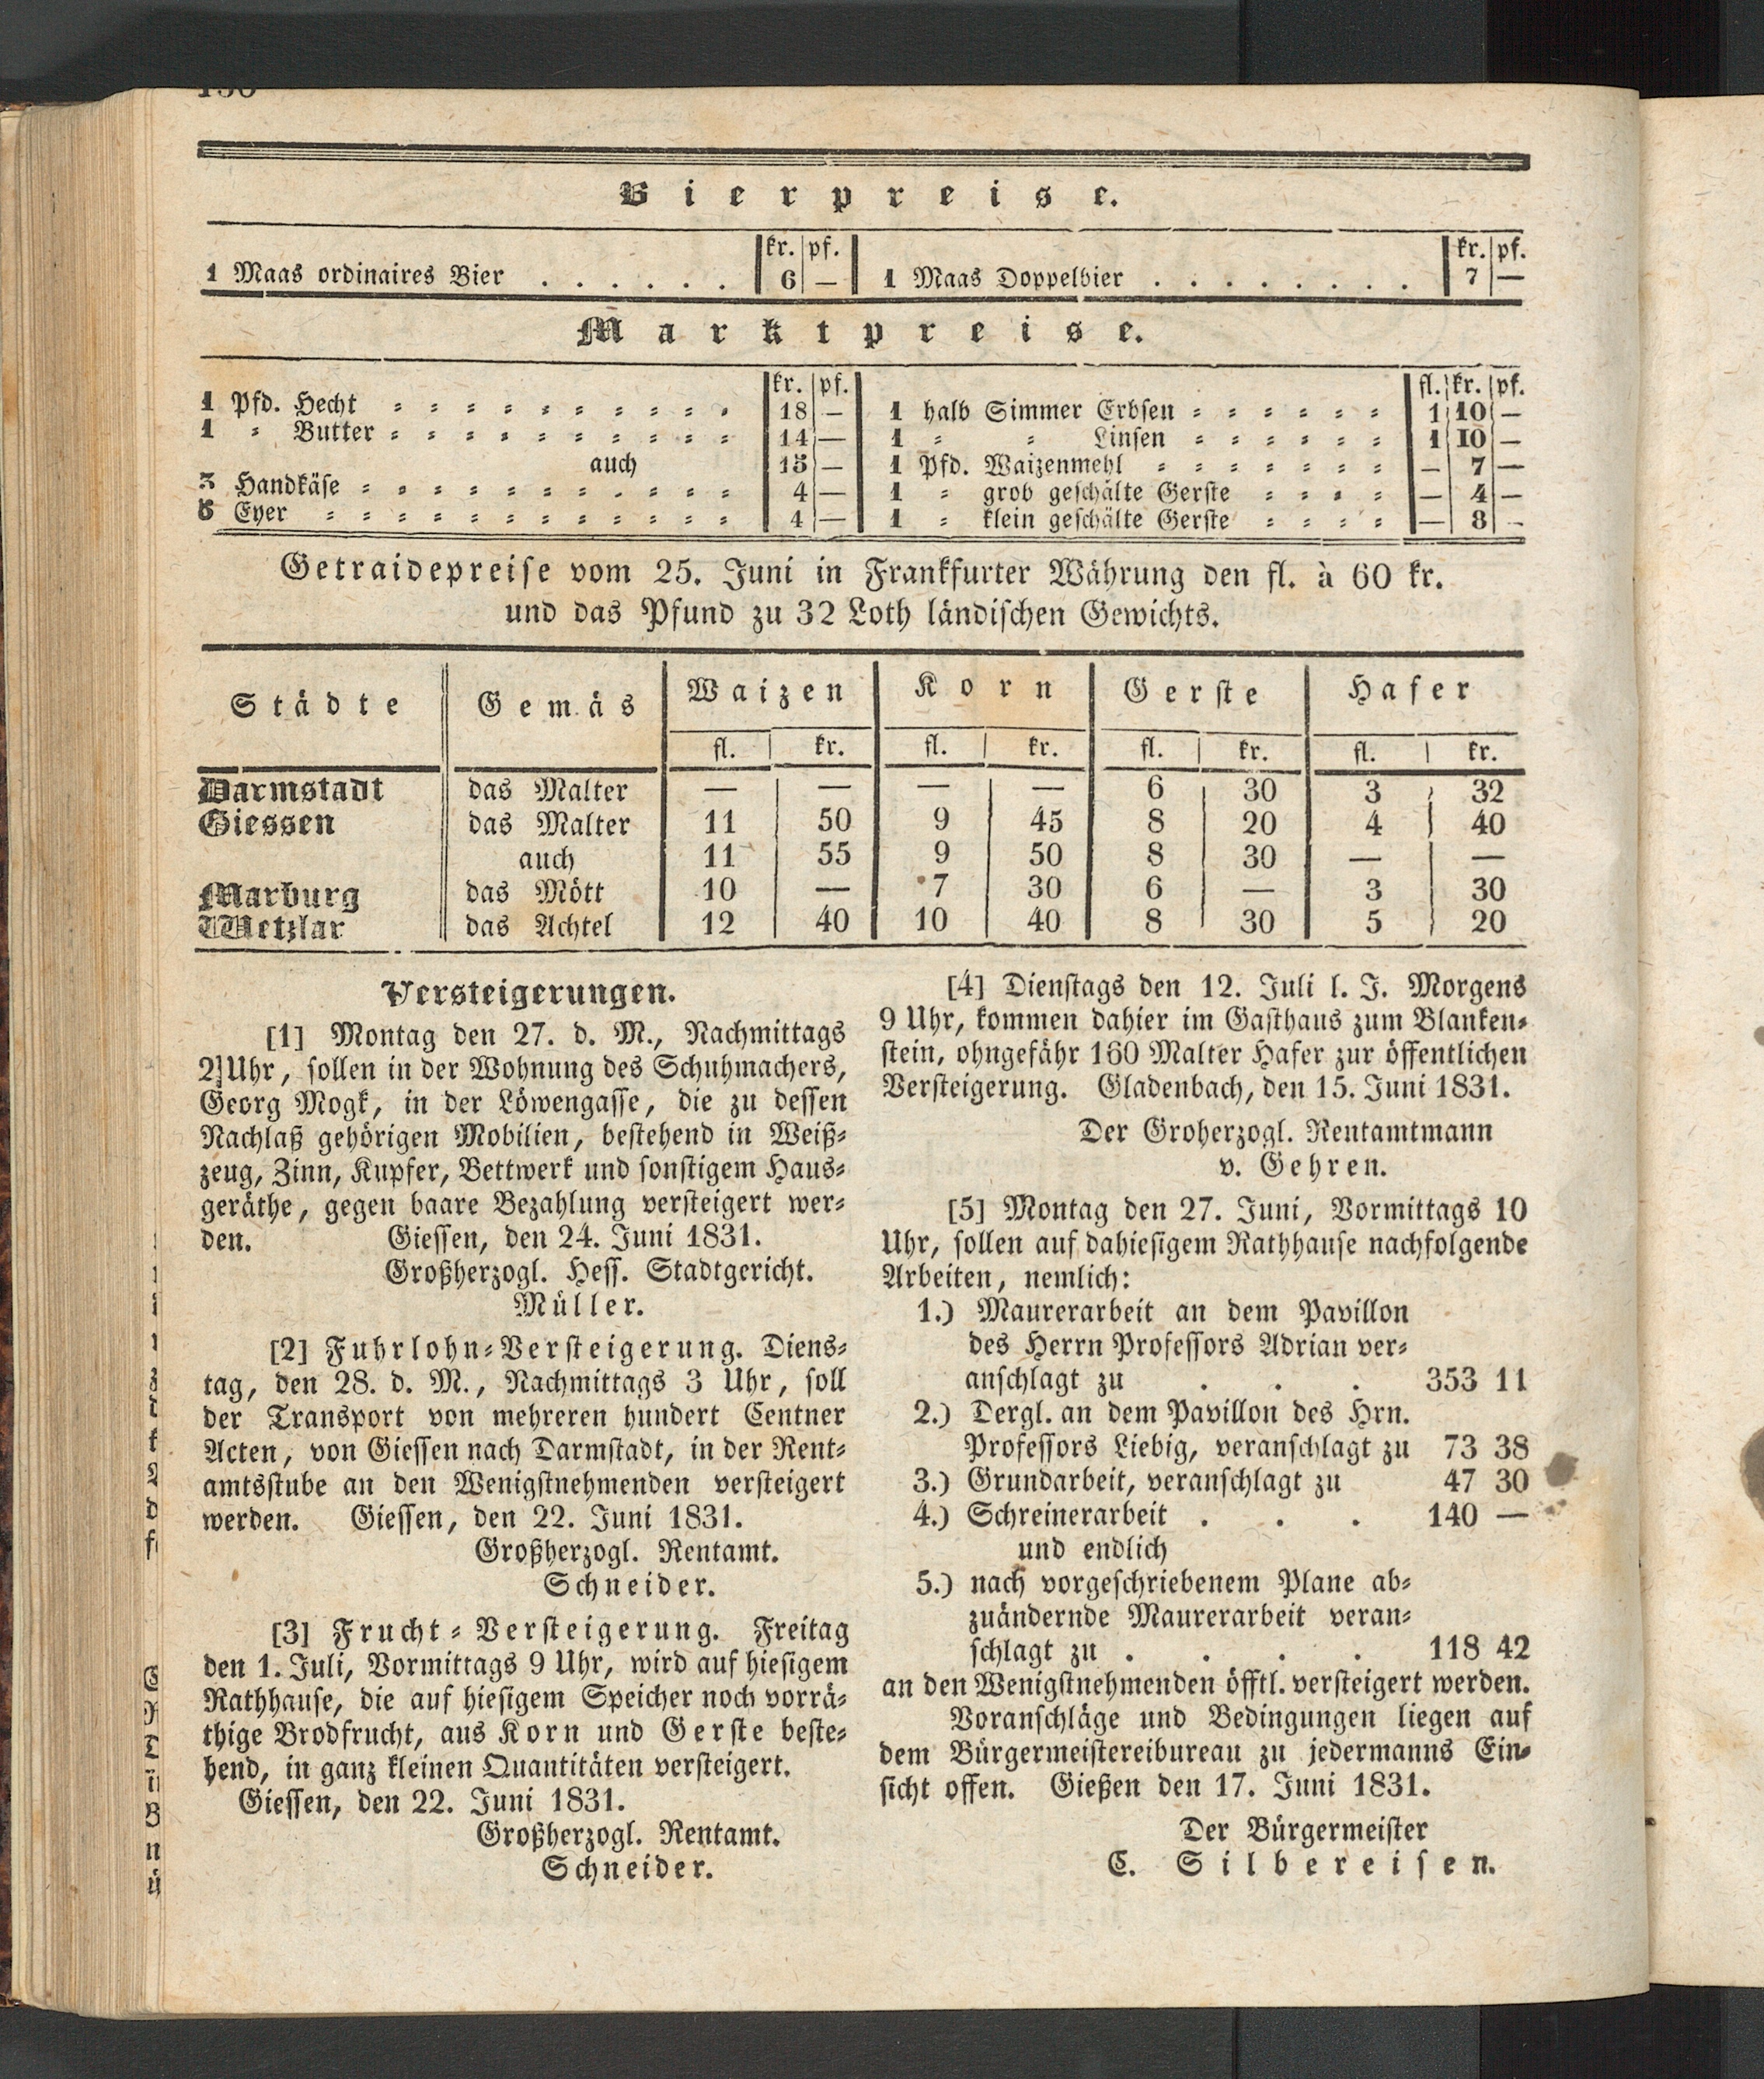 Bierpreise.
kr. pf. kr. pf.
1 Maas ordinaires Bier . . . . . . 6 — 1 Maas Doppelbier . . . . . . . . 7 —
Marktpreise.
kr. pf. fl. kr. pf.
1 Pfd. Hecht 18 — 1 halb Simmer Erbsen 1 10 —
1 " Butter 14 — 1 " " Linsen 1 10 —
auch 15 — 1 Pfd. Waizenmehl — 7 —
3 Handkäse 4 — 1 " grob geschälte Gerste — 4 —
Eyer 4 — 1 " klein geschälte Gerste — 8 —
Getraidepreise vom 25. Juni in Frankfurter Währung den fl. à 60 kr.
und das Pfund zu 32 Loth ländischen Gewichts.
Städte Gemäs Waizen Korn Gerste Hafer
fl. kr. fl. kr. fl. kr. fl. kr.
Darmstadt das Malter — — — — 6 30 3 32
Giessen das Malter 11 50 9 45 8 20 4 40
auch 11 55 9 50 8 30 — —
Marburg das Mött 10 — 7 30 6 — 3 30
Wetzlar das Achtel 12 40 10 40 8 30 5 20
Versteigerungen.
[1] Montag den 27. d. M., Nachmittags
2]Uhr, sollen in der Wohnung des Schuhmachers,
Georg Mogk, in der Löwengasse, die zu dessen
Nachlaß gehörigen Mobilien, bestehend in Weiß-
zeug, Zinn, Kupfer, Bettwerk und sonstigem Haus-
geräthe, gegen baare Bezahlung versteigert wer-
den. Giessen, den 24. Juni 1831.
Großherzogl. Hess. Stadtgericht.
Müller.
[2] Fuhrlohn-Versteigerung. Diens-
tag, den 28. d. M., Nachmittags 3 Uhr, soll
der Transport von mehreren hundert Centner
Acten, von Giessen nach Darmstadt, in der Rent-
amtsstube an den Wenigstnehmenden versteigert
werden. Giessen, den 22. Juni 1831.
Großherzogl. Rentamt.
Schneider.
[3] Frucht-Versteigerung. Freitag
den 1. Juli, Vormittags 9 Uhr, wird auf hiesigem
Rathhause, die auf hiesigem Speicher noch vorrä-
thige Brodfrucht, aus Korn und Gerste beste-
hend, in ganz kleinen Quantitäten versteigert.
Giessen, den 22. Juni 1831.
Großherzogl. Rentamt.
Schneider.
[4] Dienstags den 12. Juli l. J. Morgens
9 Uhr, kommen dahier im Gasthaus zum Blanken-
stein, ohngefähr 160 Malter Hafer zur öffentlichen
Versteigerung. Gladenbach, den 15. Juni 1831.
Der Groherzogl. Rentamtmann
v. Gehren.
[5] Montag den 27. Juni, Vormittags 10
Uhr, sollen auf dahiesigem Rathhause nachfolgende
Arbeiten, nemlich:
1.) Maurerarbeit an dem Pavillon
des Herrn Professors Adrian ver-
anschlagt zu . . . 353 11
2.) Dergl. an dem Pavillon des Hrn.
Professors Liebig, veranschlagt zu 73 38
3.) Grundarbeit, veranschlagt zu 47 30
4.) Schreinerarbeit . . . 140 —
und endlich
5.) nach vorgeschriebenem Plane ab-
zuändernde Maurerarbeit veran-
schlagt zu . . . . 118 42
an den Wenigstnehmenden öfftl. versteigert werden.
Voranschläge und Bedingungen liegen auf
dem Bürgermeistereibureau zu jedermanns Ein-
sicht offen. Gießen den 17. Juni 1831.
Der Bürgermeister
C. Silbereisen.